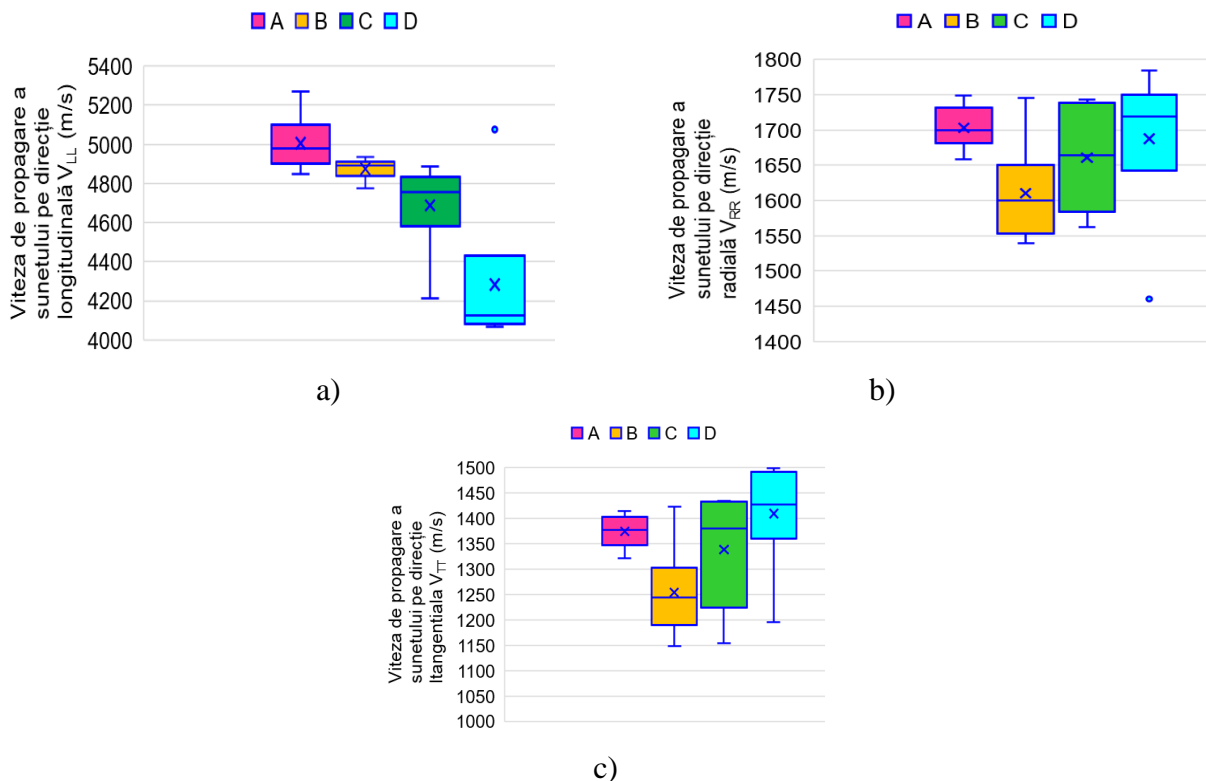 A B C D
Viteza de propagare a
sunetului pe direcție
longitudinală V_LL (m/s)
5400
5200
5000
4800
4600
4400
4200
4000
a)
A B C D
Viteza de propagare a
sunetului pe direcție
radială V_RR (m/s)
1800
1750
1700
1650
1600
1550
1500
1450
1400
b)
A B C D
Viteza de propagare a
sunetului pe direcție
ltangentiala V_TT (m/s)
1500
1450
1400
1350
1300
1250
1200
1150
1100
1050
1000
c)